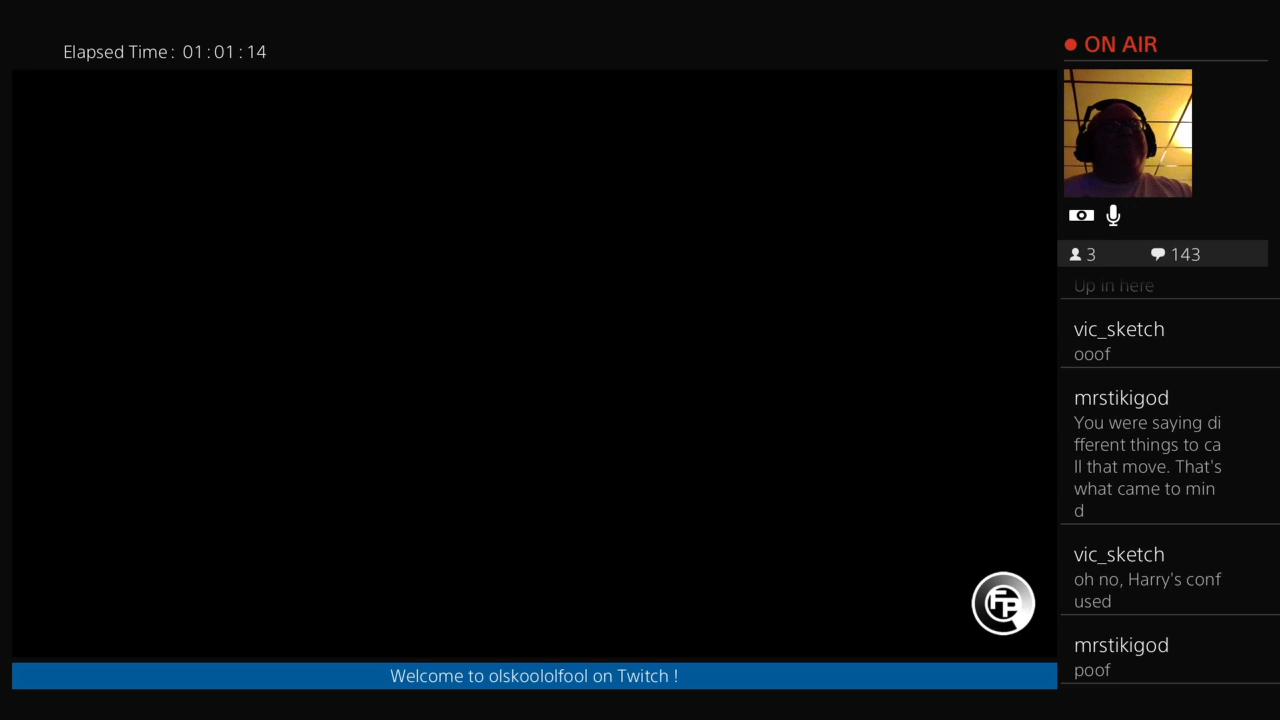 Elapsed Time: 01:01:14
ON AIR
3 143
Up in here
vic_sketch
ooof
mrstikigod
You were saying di
fferent things to ca
ll that move. That's
what came to min
d
vic_sketch
oh no, Harry's conf
used
mrstikigod
poof
FP
Welcome to olskoololfool on Twitch !